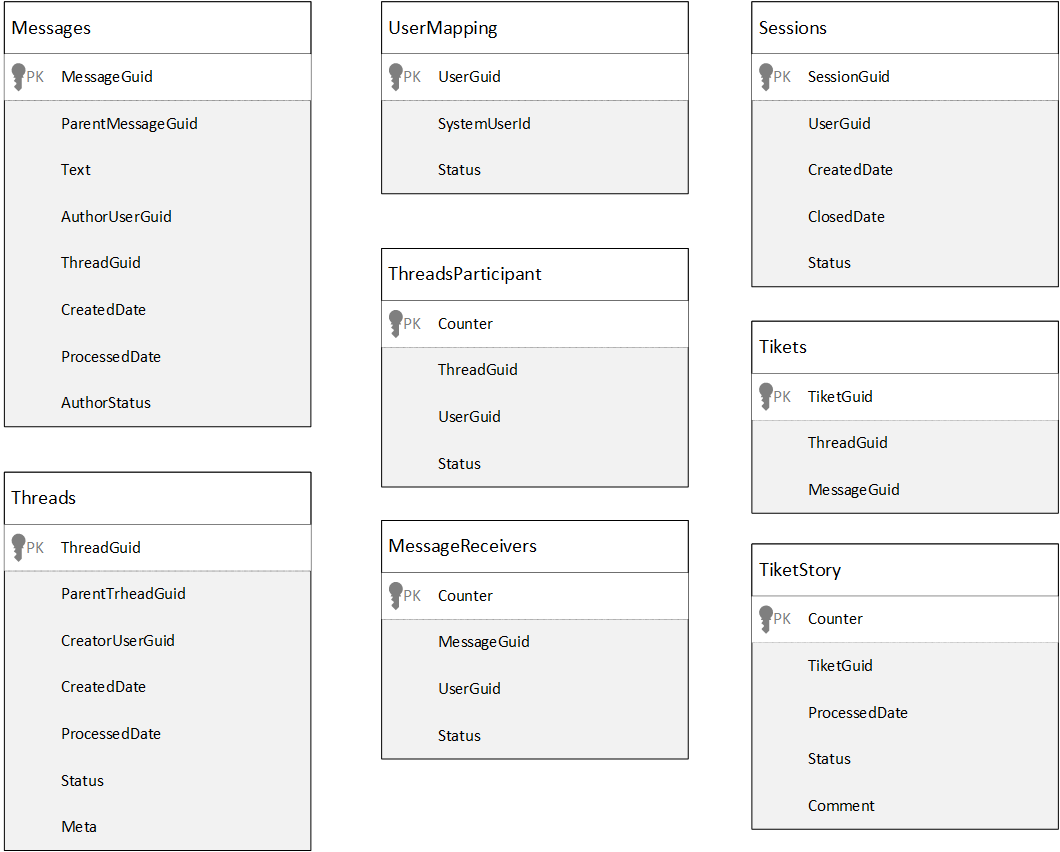 Messages
PK MessageGuid
ParentMessageGuid
Text
AuthorUserGuid
ThreadGuid
CreatedDate
ProcessedDate
AuthorStatus
Threads
PK ThreadGuid
ParentTrheadGuid
CreatorUserGuid
CreatedDate
ProcessedDate
Status
Meta
UserMapping
PK UserGuid
SystemUserId
Status
ThreadsParticipant
PK Counter
ThreadGuid
UserGuid
Status
MessageReceivers
PK Counter
MessageGuid
UserGuid
Status
Sessions
PK SessionGuid
UserGuid
CreatedDate
ClosedDate
Status
Tikets
PK TiketGuid
ThreadGuid
MessageGuid
TiketStory
PK Counter
TiketGuid
ProcessedDate
Status
Comment